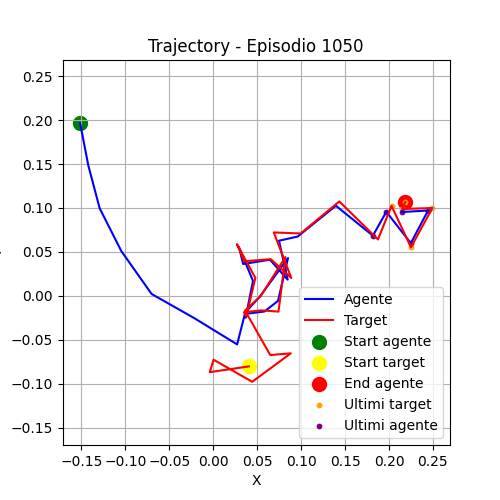 Trajectory - Episodio 1050
0.25
0.20
0.15
0.10
0.05
0.00
−0.05
−0.10
−0.15
−0.15 −0.10 −0.05 0.00 0.05 0.10 0.15 0.20 0.25
X
Agente
Target
Start agente
Start target
End agente
Ultimi target
Ultimi agente